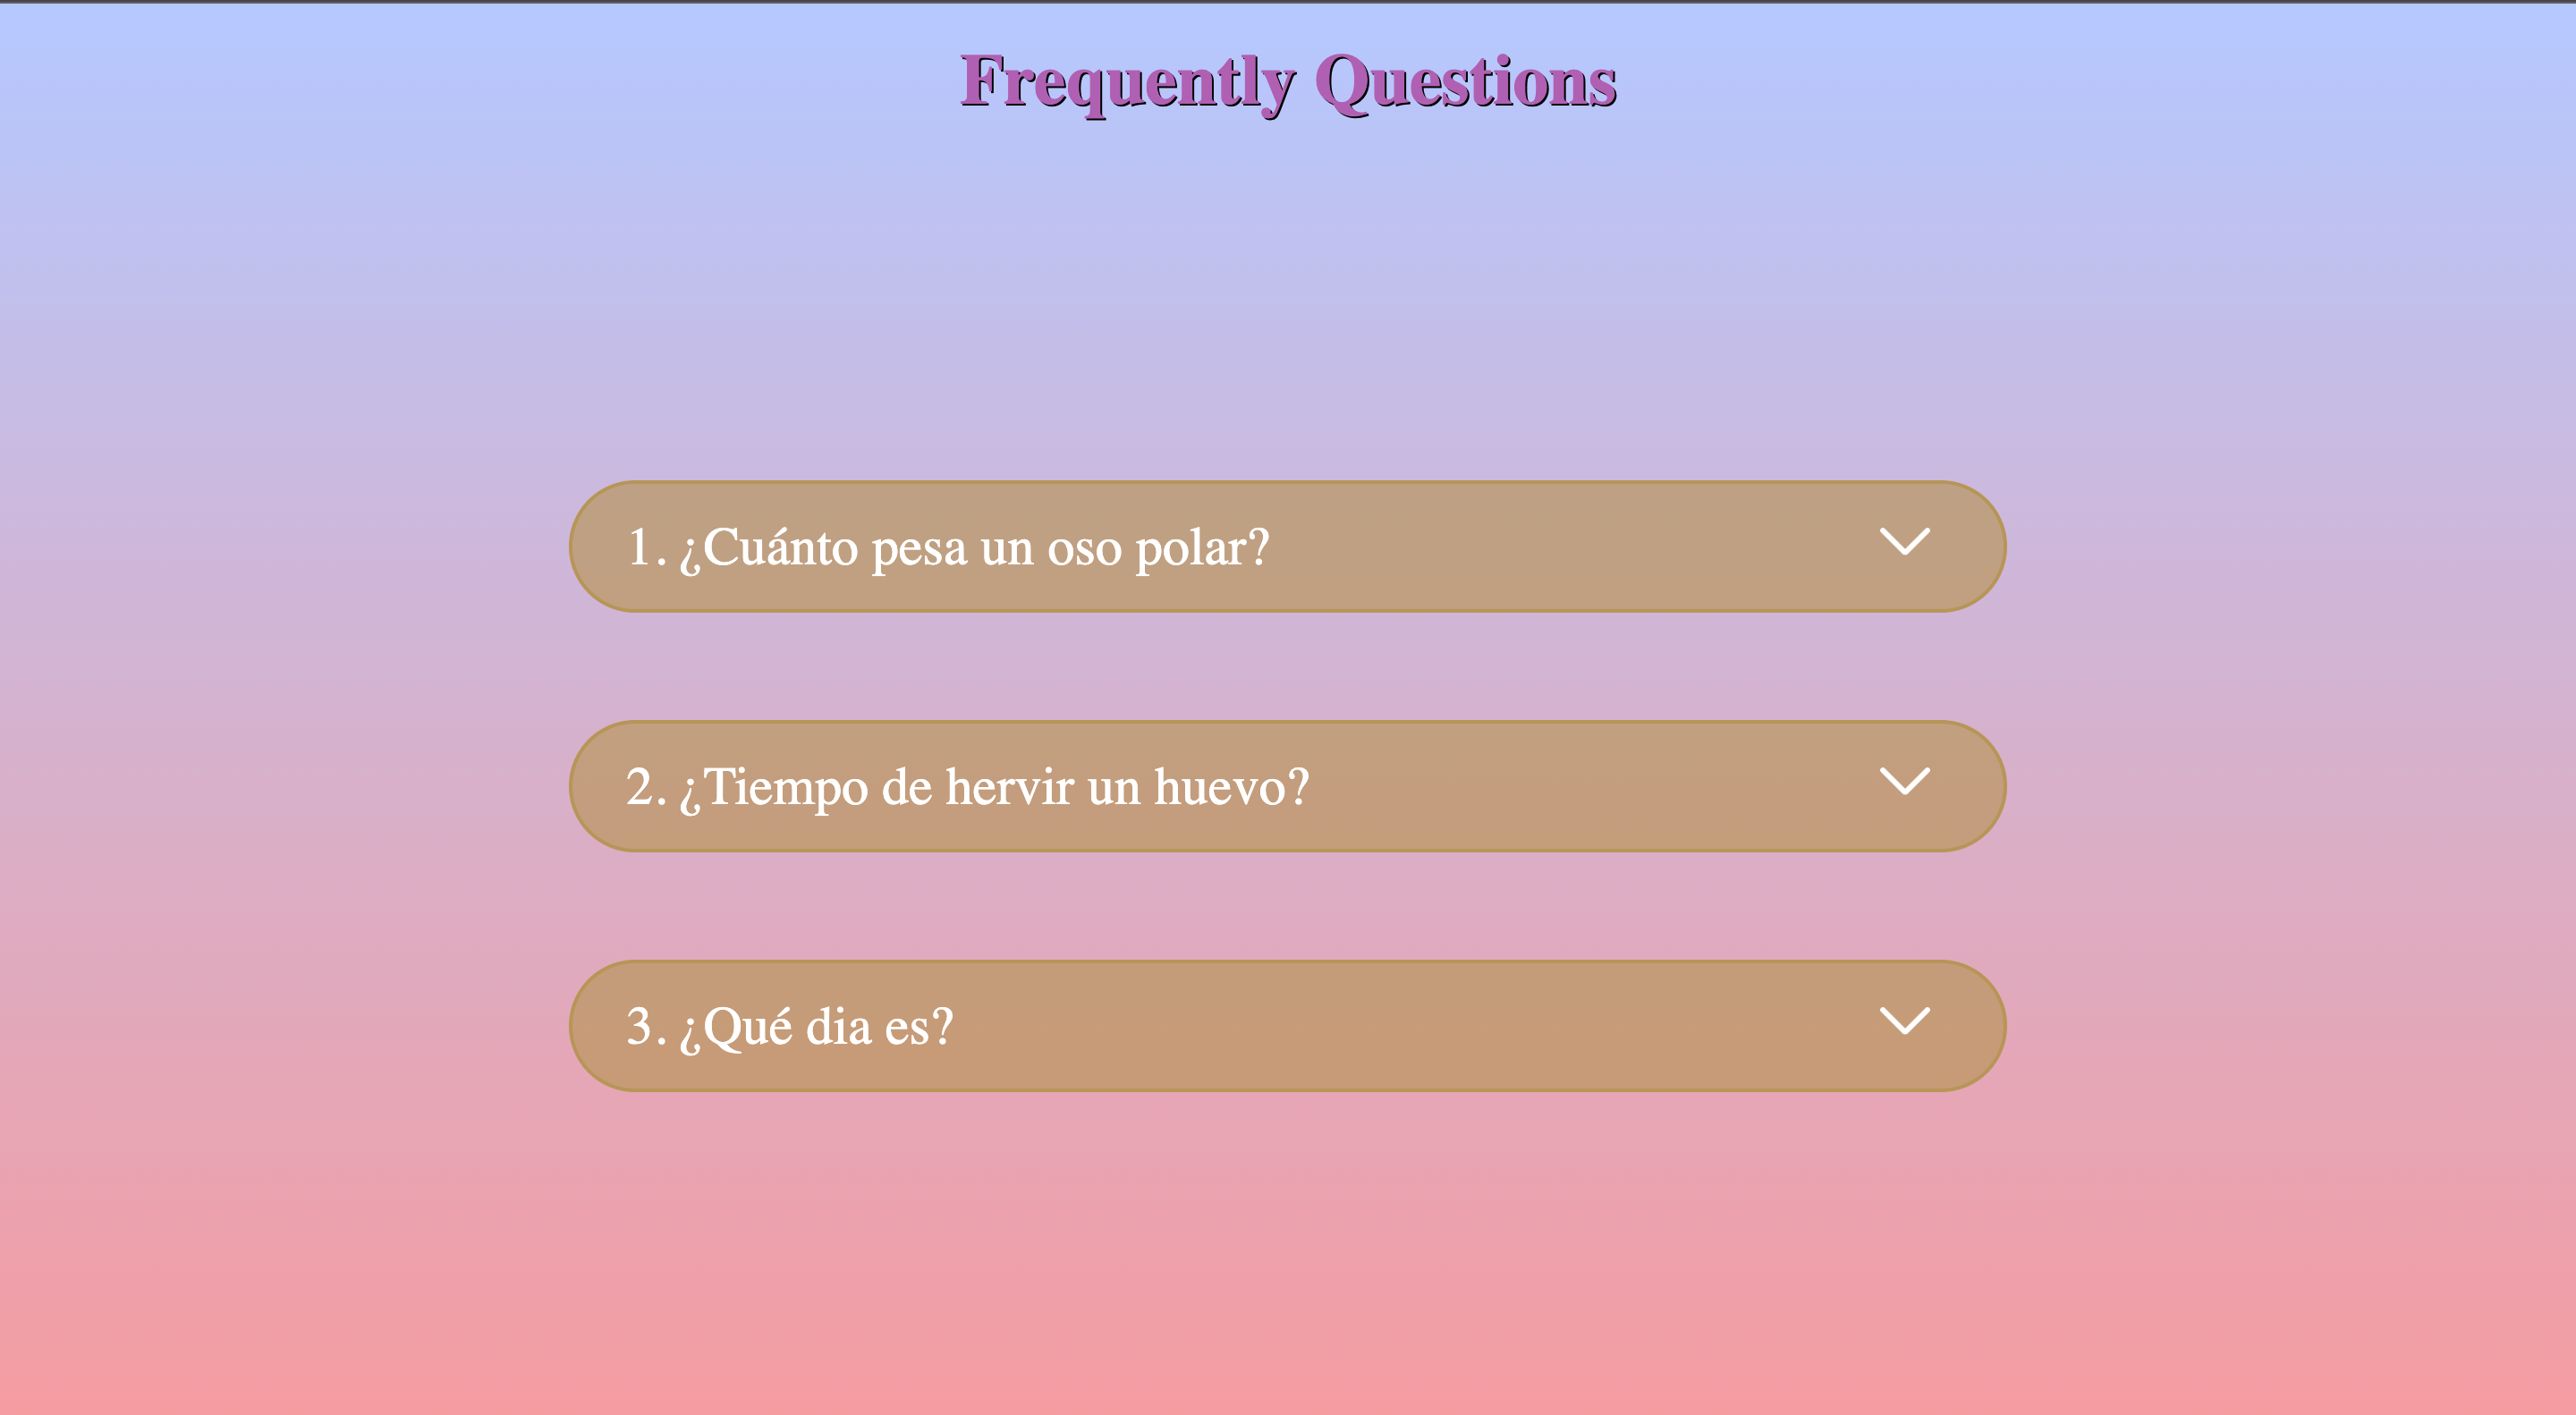 Frequently Questions
1. ¿Cuánto pesa un oso polar?
2. ¿Tiempo de hervir un huevo?
3. ¿Qué dia es?